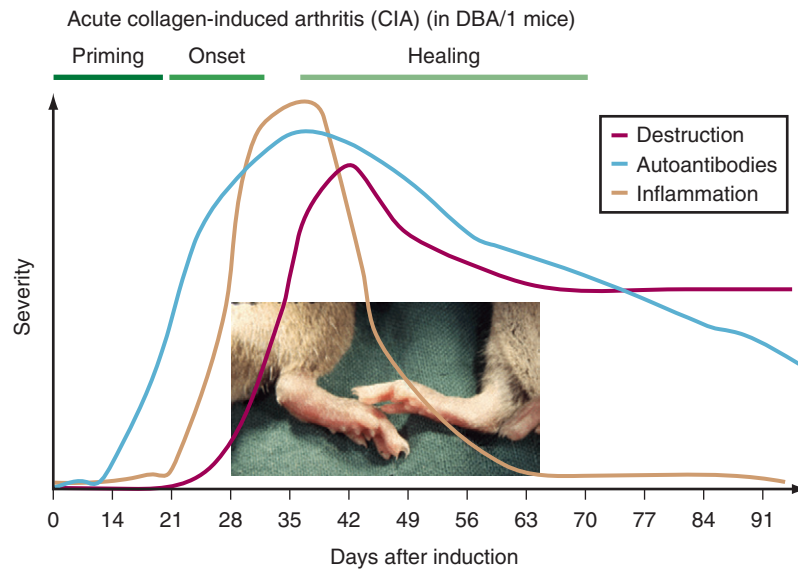 Acute collagen-induced arthritis (CIA) (in DBA/1 mice)
Priming Onset Healing
Destruction
Autoantibodies
Inflammation
Severity
0 14 21 28 35 42 49 56 63 70 77 84 91
Days after induction